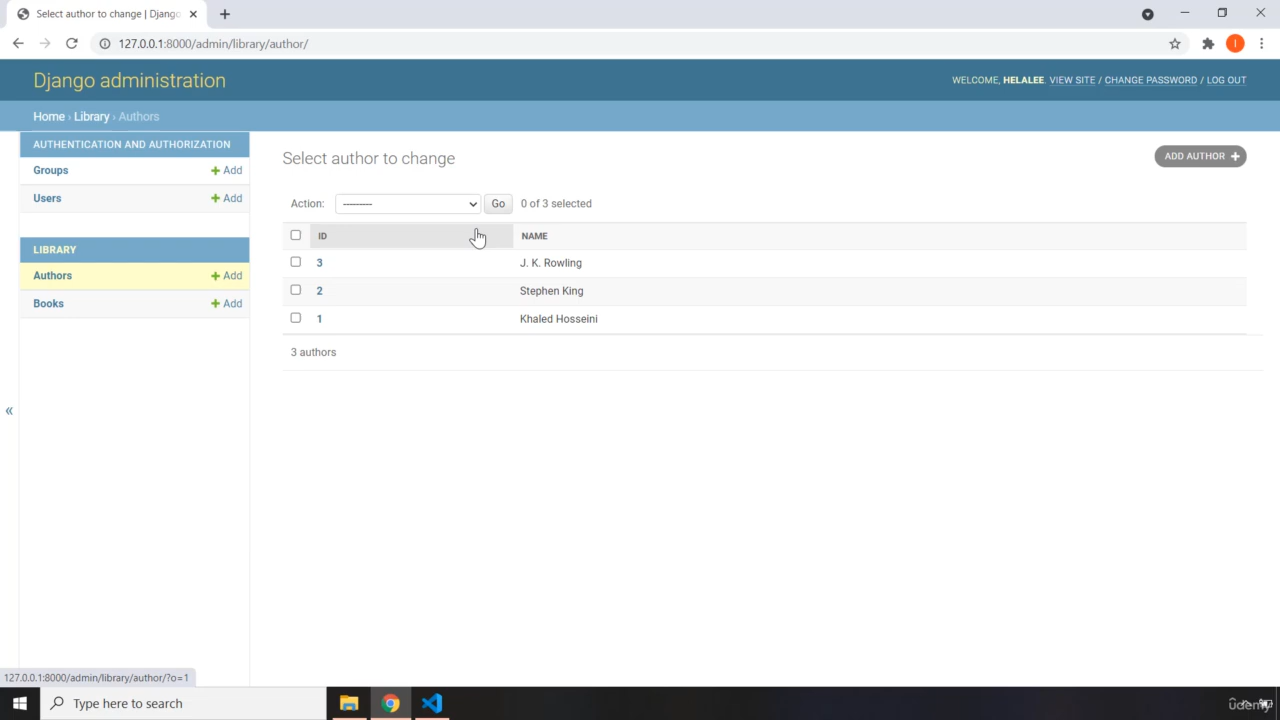 Select author to change | Django
127.0.0.1:8000/admin/library/author/
I
Django administration
WELCOME, HELALEE. VIEW SITE / CHANGE PASSWORD / LOG OUT
Home › Library › Authors
AUTHENTICATION AND AUTHORIZATION
Groups + Add
Users + Add
LIBRARY
Authors + Add
Books + Add
«
Select author to change
ADD AUTHOR +
Action: --------- Go 0 of 3 selected
ID NAME
3 J. K. Rowling
2 Stephen King
1 Khaled Hosseini
3 authors
127.0.0.1:8000/admin/library/author/?o=1
Type here to search
udemy